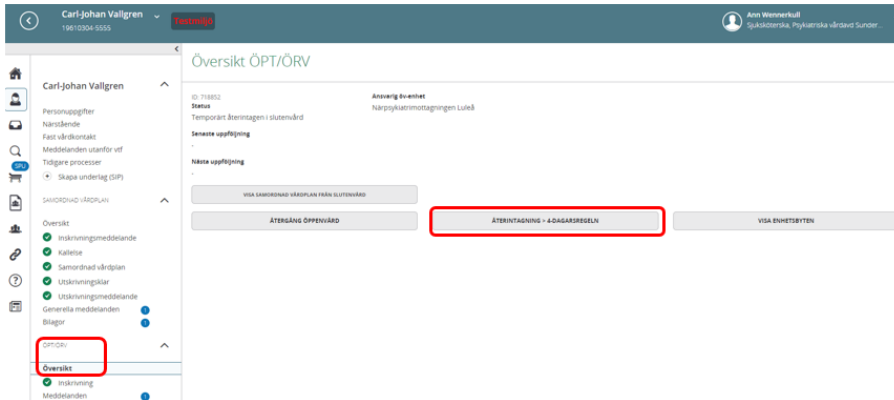 Carl-Johan Vallgren
19610304-5555
Testmiljö
Ann Wennerkull
Sjuksköterska, Psykiatriska vårdavd Sunder...
Carl-Johan Vallgren
Personuppgifter
Närstående
Fast vårdkontakt
Meddelanden utanför vtf
Tidigare processer
Skapa underlag (SIP)
SPU
SAMORDNAD VÅRDPLAN
Översikt
Inskrivningsmeddelande
Kallelse
Samordnad vårdplan
Utskrivningsklar
Utskrivningsmeddelande
Generella meddelanden 1
Bilagor 1
ÖPT/ÖRV
Översikt
Inskrivning
Meddelanden 1
Översikt ÖPT/ÖRV
ID: 718852
Status
Temporärt återintagen i slutenvård
Ansvarig öv-enhet
Närpsykiatrimottagningen Luleå
Senaste uppföljning
-
Nästa uppföljning
-
VISA SAMORDNAD VÅRDPLAN FRÅN SLUTENVÅRD
ÅTERGÅNG ÖPPENVÅRD
ÅTERINTAGNING > 4-DAGARSREGELN
VISA ENHETSBYTEN